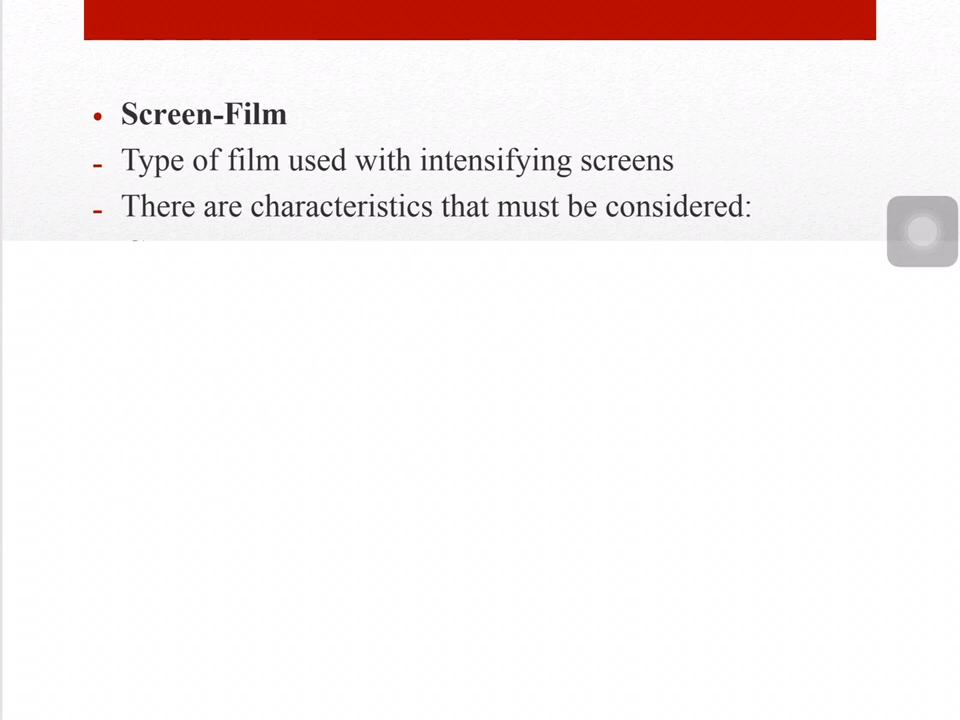 • Screen-Film
- Type of film used with intensifying screens
- There are characteristics that must be considered: